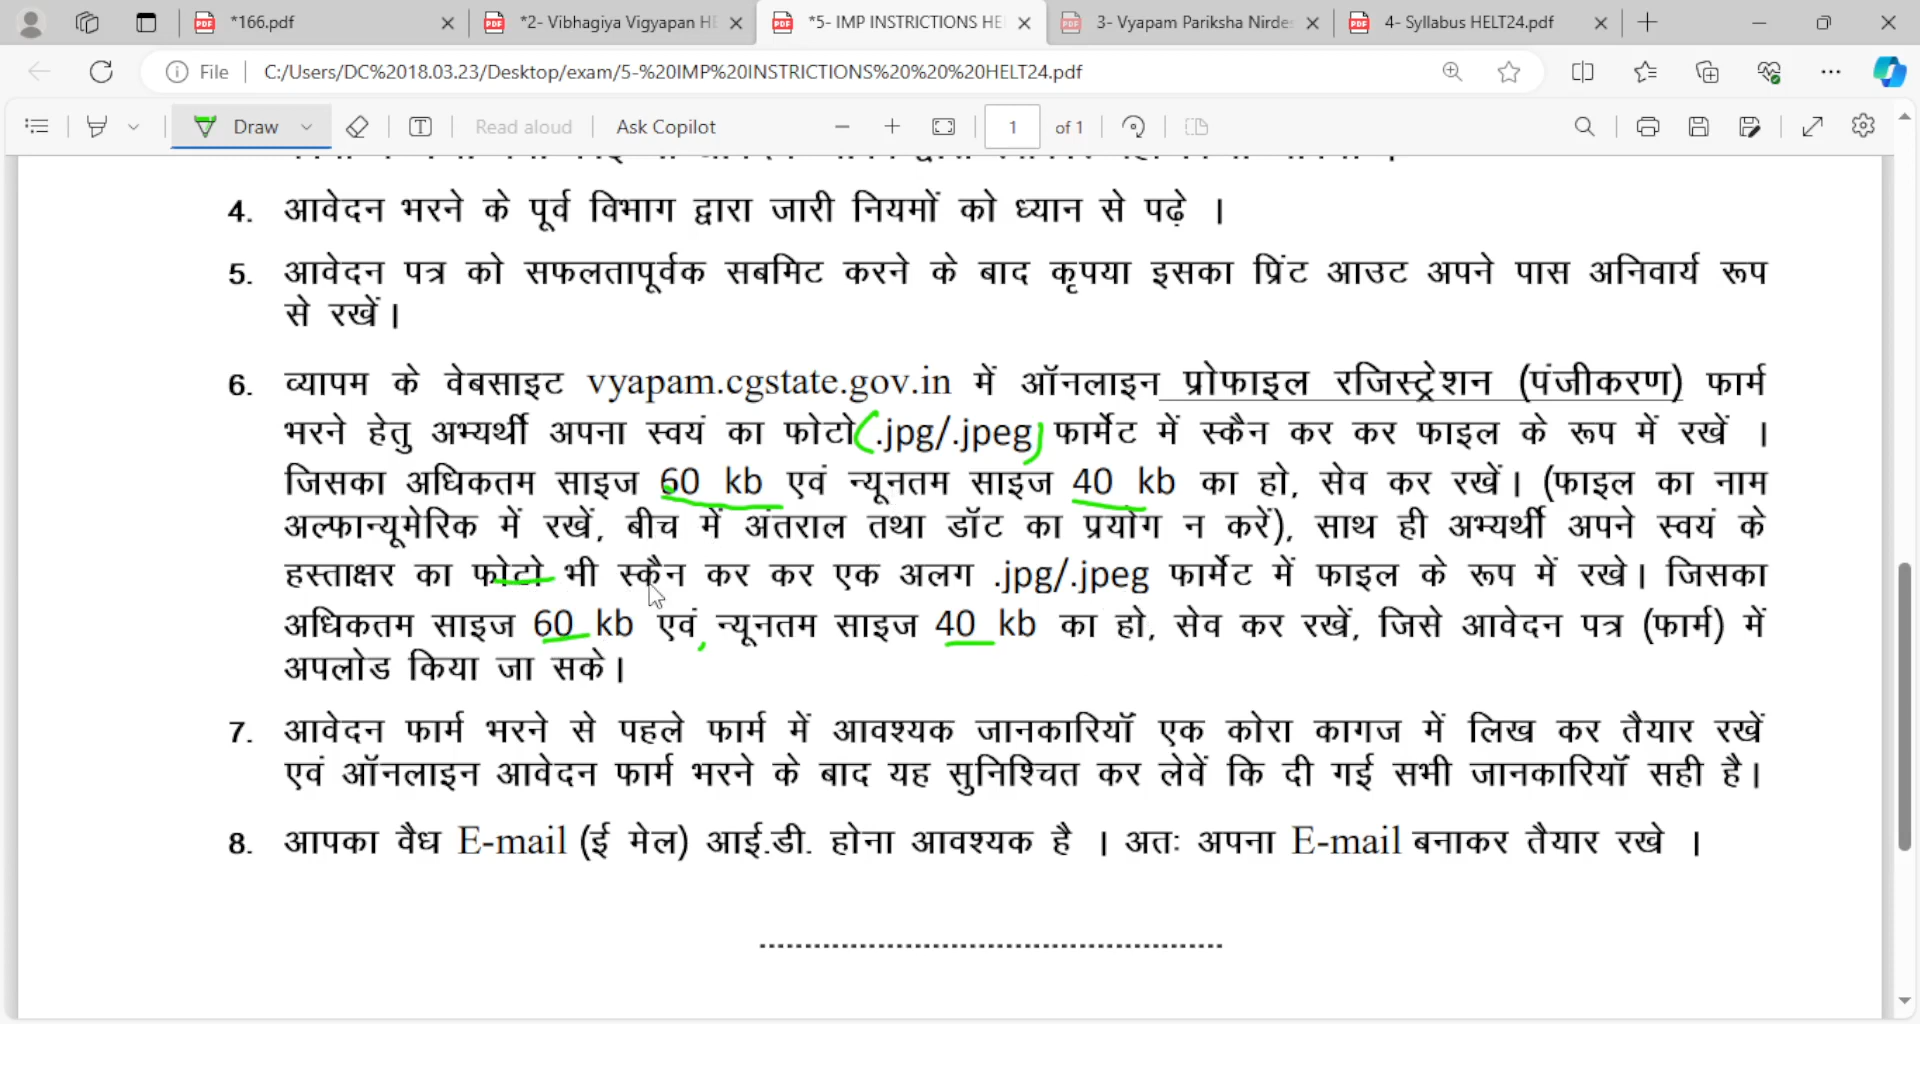 *166.pdf
*2- Vibhagiya Vigyapan HE
*5- IMP INSTRICTIONS HE
3- Vyapam Pariksha Nirdes
4- Syllabus HELT24.pdf
File
C:/Users/DC%2018.03.23/Desktop/exam/5-%20IMP%20INSTRICTIONS%20%20%20HELT24.pdf
Draw
Read aloud
Ask Copilot
1
of 1
4. आवेदन भरने के पूर्व विभाग द्वारा जारी नियमों को ध्यान से पढ़े ।
5. आवेदन पत्र को सफलतापूर्वक सबमिट करने के बाद कृपया इसका प्रिंट आउट अपने पास अनिवार्य रूप
से रखें।
6. व्यापम के वेबसाइट vyapam.cgstate.gov.in में ऑनलाइन प्रोफाइल रजिस्ट्रेशन (पंजीकरण) फार्म
भरने हेतु अभ्यर्थी अपना स्वयं का फोटो .jpg/.jpeg फार्मेट में स्कैन कर कर फाइल के रूप में रखें ।
जिसका अधिकतम साइज 60 kb एवं न्यूनतम साइज 40 kb का हो, सेव कर रखें। (फाइल का नाम
अल्फान्यूमेरिक में रखें, बीच में अंतराल तथा डॉट का प्रयोग न करें), साथ ही अभ्यर्थी अपने स्वयं के
हस्ताक्षर का फोटो भी स्कैन कर कर एक अलग .jpg/.jpeg फार्मेट में फाइल के रूप में रखे। जिसका
अधिकतम साइज 60 kb एवं न्यूनतम साइज 40 kb का हो, सेव कर रखें, जिसे आवेदन पत्र (फार्म) में
अपलोड किया जा सके।
7. आवेदन फार्म भरने से पहले फार्म में आवश्यक जानकारियॉ एक कोरा कागज में लिख कर तैयार रखें
एवं ऑनलाइन आवेदन फार्म भरने के बाद यह सुनिश्चित कर लेवें कि दी गई सभी जानकारियॉ सही है।
8. आपका वैध E-mail (ई मेल) आई.डी. होना आवश्यक है । अतः अपना E-mail बनाकर तैयार रखे ।